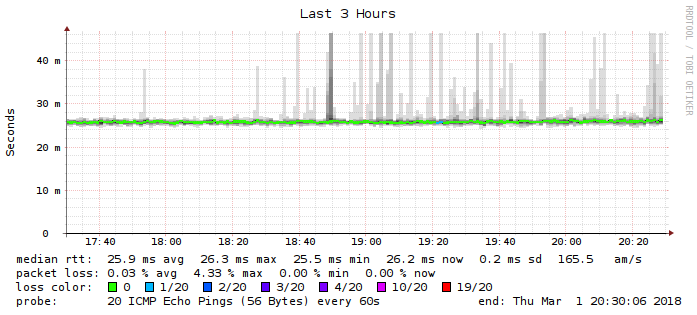 Last 3 Hours
RRDTOOL / TOBI OETIKER
Seconds
40 m
30 m
20 m
10 m
0
17:40 18:00 18:20 18:40 19:00 19:20 19:40 20:00 20:20
median rtt: 25.9 ms avg 26.3 ms max 25.5 ms min 26.2 ms now 0.2 ms sd 165.5 am/s
packet loss: 0.03 % avg 4.33 % max 0.00 % min 0.00 % now
loss color: 0 1/20 2/20 3/20 4/20 10/20 19/20
probe: 20 ICMP Echo Pings (56 Bytes) every 60s end: Thu Mar 1 20:30:06 2018